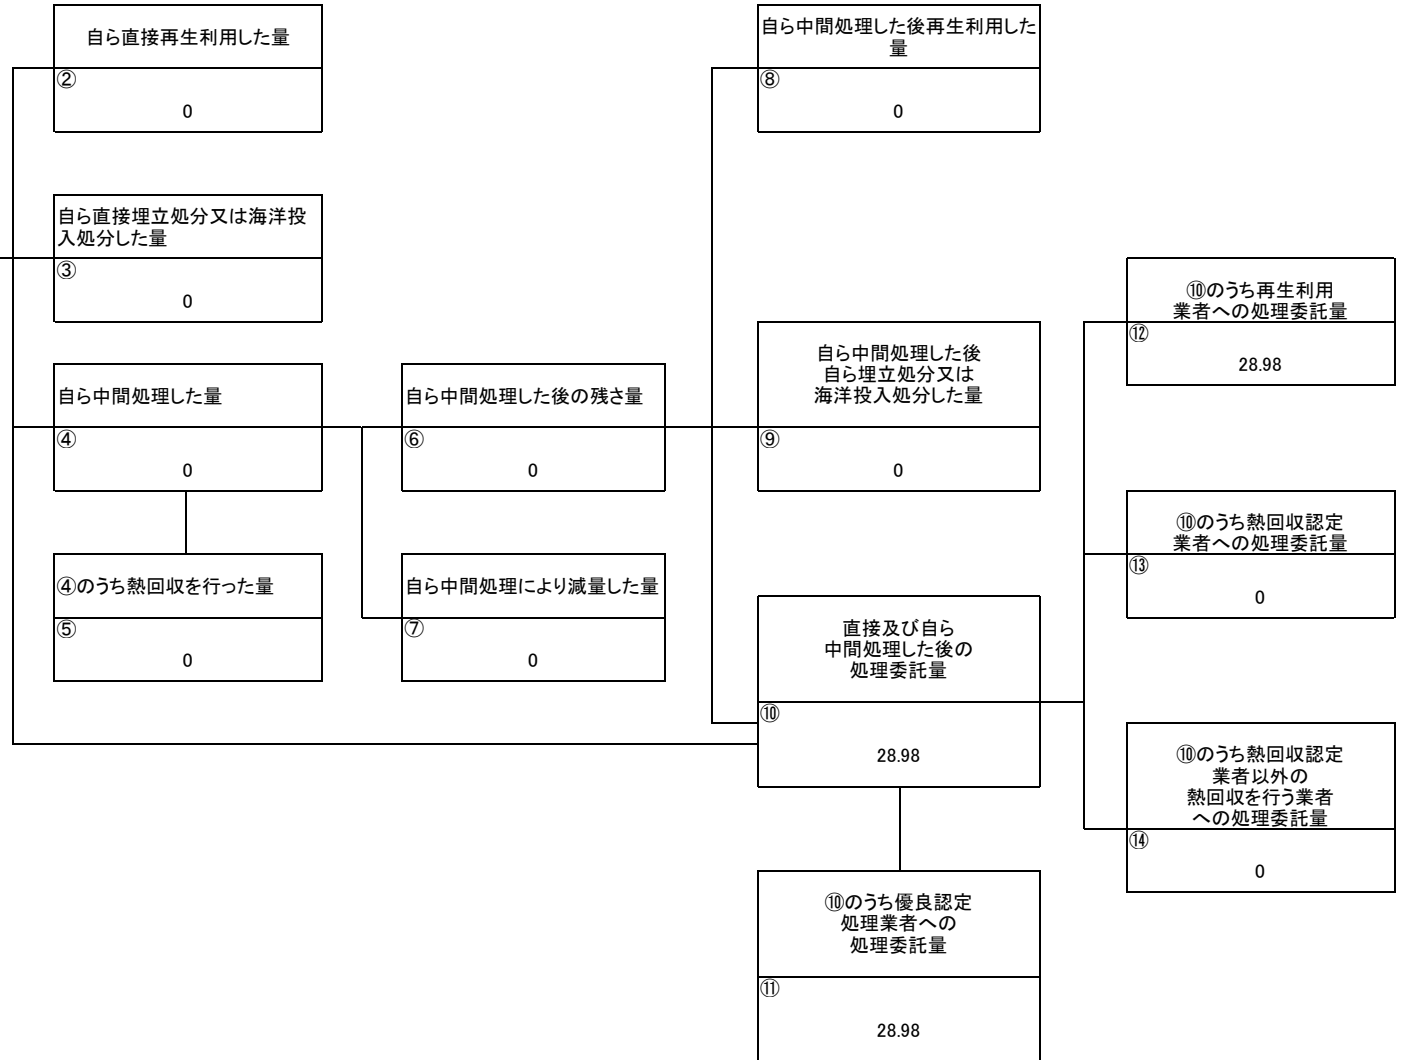 自ら直接再生利用した量
②
0
自ら直接埋立処分又は海洋投
入処分した量
③
0
自ら中間処理した量
④
0
④のうち熱回収を行った量
⑤
0
自ら中間処理した後の残さ量
⑥
0
自ら中間処理により減量した量
⑦
0
自ら中間処理した後再生利用した
量
⑧
0
自ら中間処理した後
自ら埋立処分又は
海洋投入処分した量
⑨
0
直接及び自ら
中間処理した後の
処理委託量
⑩
28.98
⑩のうち優良認定
処理業者への
処理委託量
⑪
28.98
⑩のうち再生利用
業者への処理委託量
⑫
28.98
⑩のうち熱回収認定
業者への処理委託量
⑬
0
⑩のうち熱回収認定
業者以外の
熱回収を行う業者
への処理委託量
⑭
0